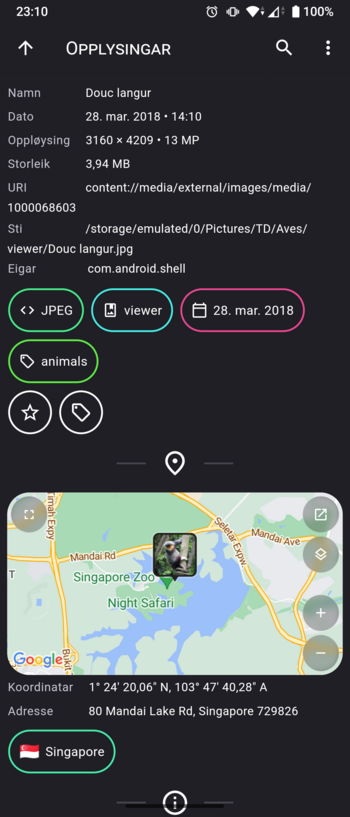 23:10
100%
OPPLYSINGAR
Namn Douc langur
Dato 28. mar. 2018 • 14:10
Oppløysing 3160 × 4209 • 13 MP
Storleik 3,94 MB
URI content://media/external/images/media/
1000068603
Sti /storage/emulated/0/Pictures/TD/Aves/
viewer/Douc langur.jpg
Eigar com.android.shell
JPEG viewer 28. mar. 2018
animals
Expy
Seletar Expy
Mandai Ave
Mandai Rd
T
Singapore Zoo
Night Safari
Google
Bukit
Koordinatar 1° 24' 20,06" N, 103° 47' 40,28" A
Adresse 80 Mandai Lake Rd, Singapore 729826
Singapore